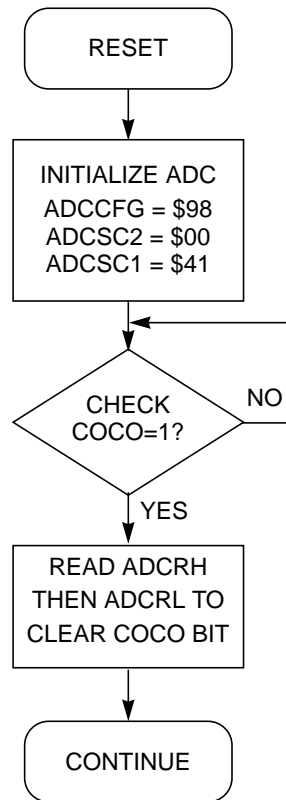 RESET
INITIALIZE ADC
ADCCFG = $98
ADCSC2 = $00
ADCSC1 = $41
CHECK
COCO=1?
NO
YES
READ ADCRH
THEN ADCRL TO
CLEAR COCO BIT
CONTINUE